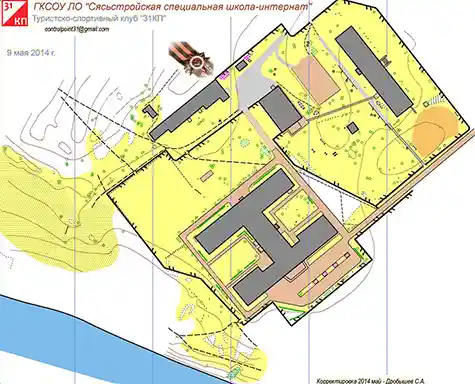 31
КП
ГКСОУ ЛО "Сясьстройская специальная школа-интернат"
Туристско-спортивный клуб "31КП"
controlpoint31@gmail.com
9 мая 2014 г.
Корректировка 2014 май - Дробышев С.А.